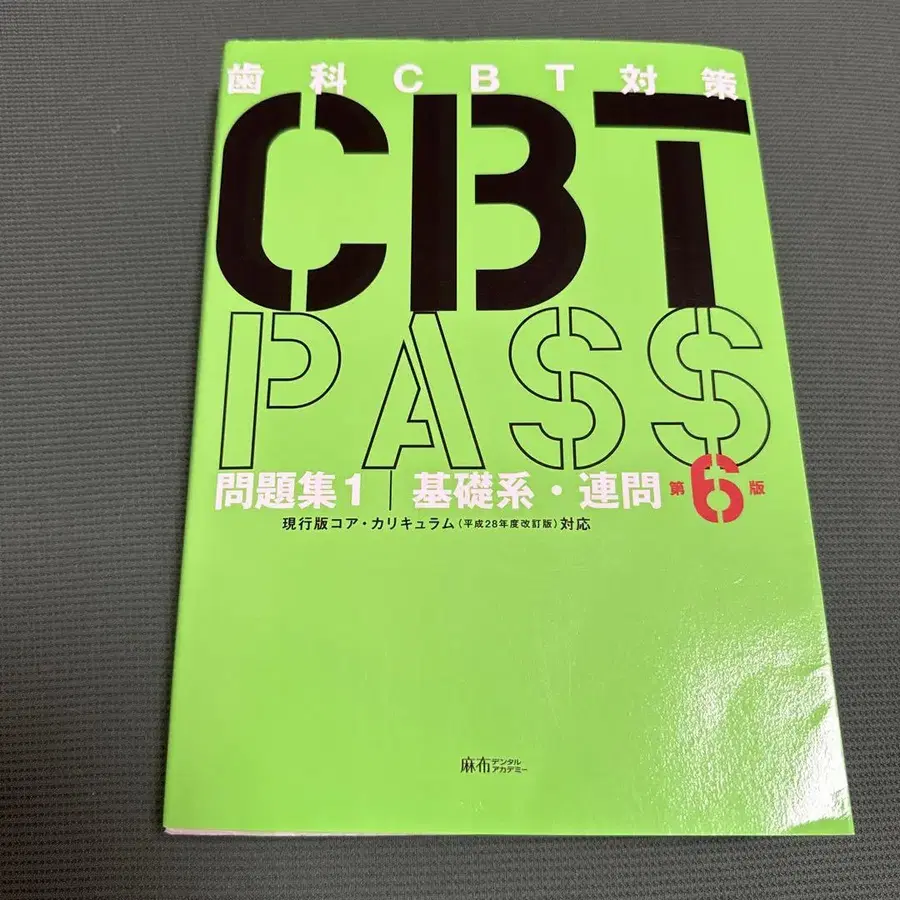 歯科CBT対策
CBT
PASS
問題集1 | 基礎系・連問 第6版
現行版コア・カリキュラム(平成28年度改訂版)対応
麻布デンタルアカデミー